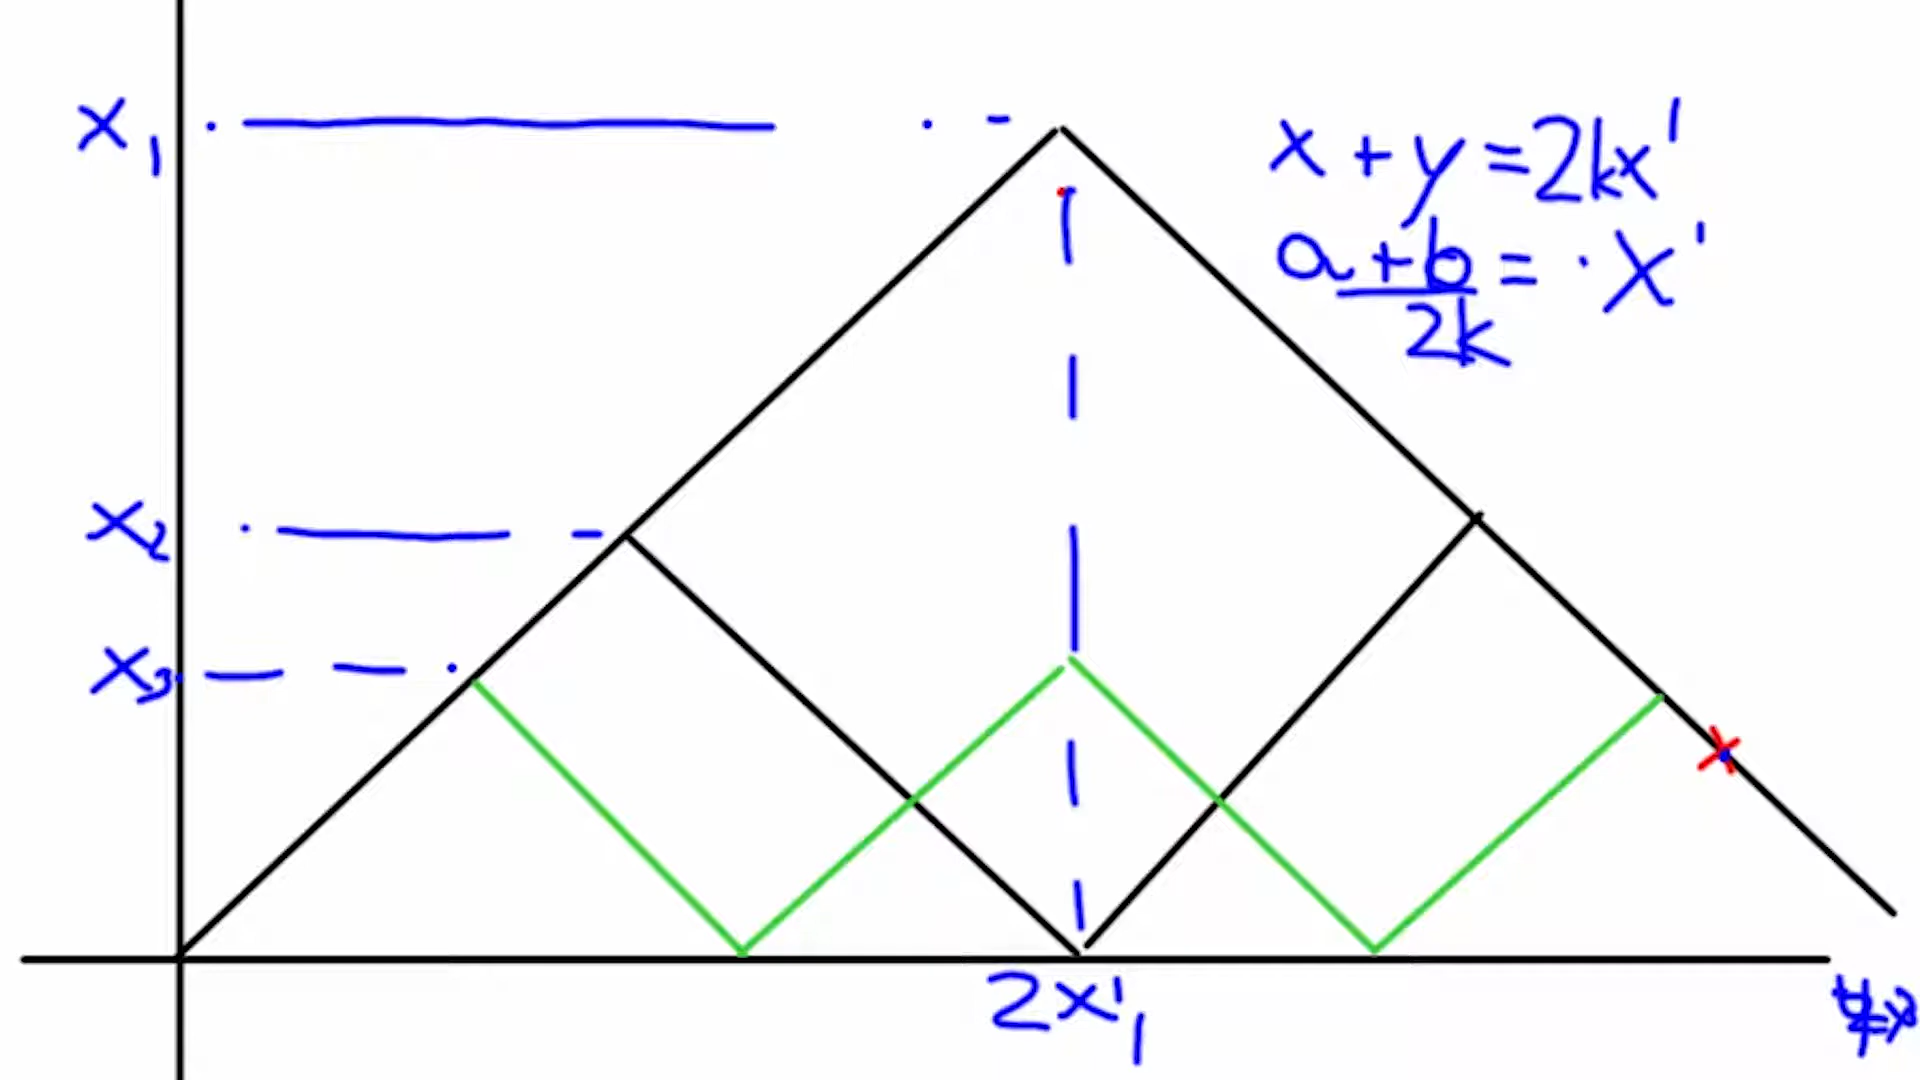 x₁
x + y = 2kx'
a + b = · x'
2k
x₂
x₃
2x'₁